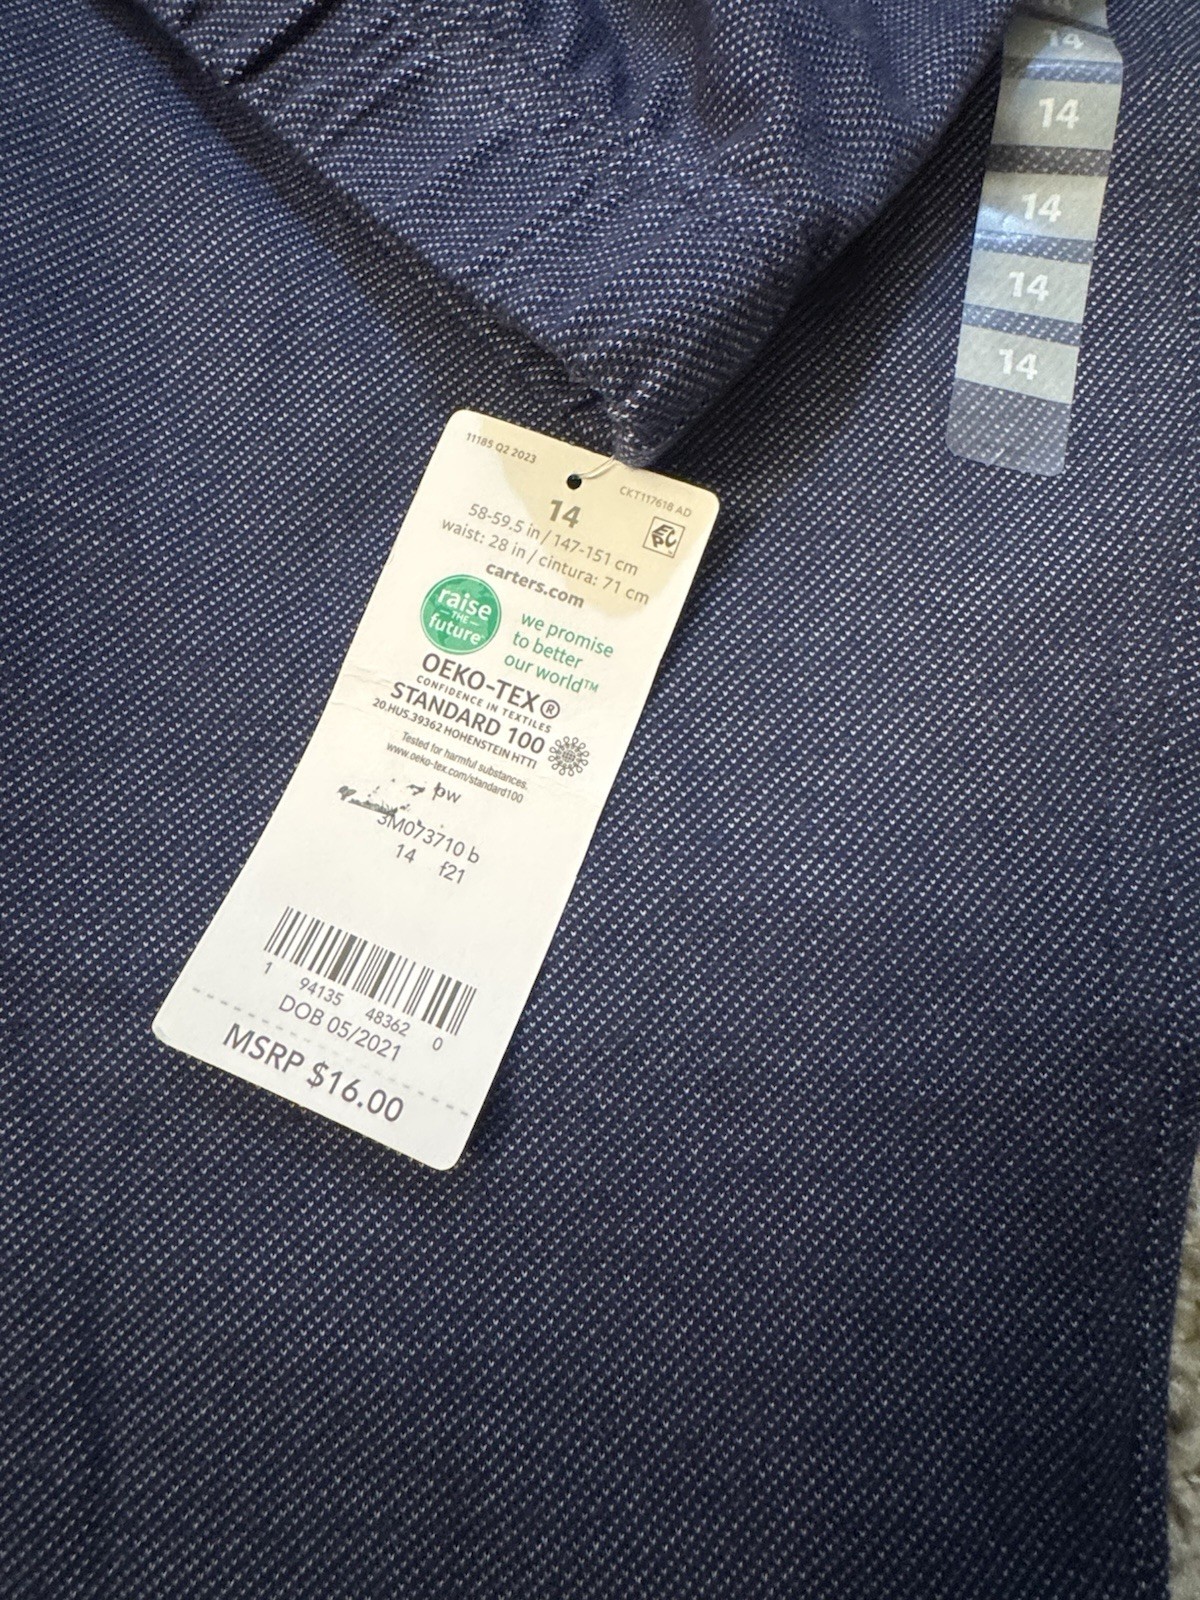 14
14
14
14
14
11185 Q2 2023
CKT117618 AD
14
58-59.5 in / 147-151 cm
waist: 28 in / cintura: 71 cm
carters.com
raise
THE
future
we promise
to better
our world™
OEKO-TEX®
CONFIDENCE IN TEXTILES
STANDARD 100
20.HUS.39362 HOHENSTEIN HTTI
Tested for harmful substances.
www.oeko-tex.com/standard100
pw
3M073710 b
14 f21
1 94135 48362 0
DOB 05/2021
MSRP $16.00